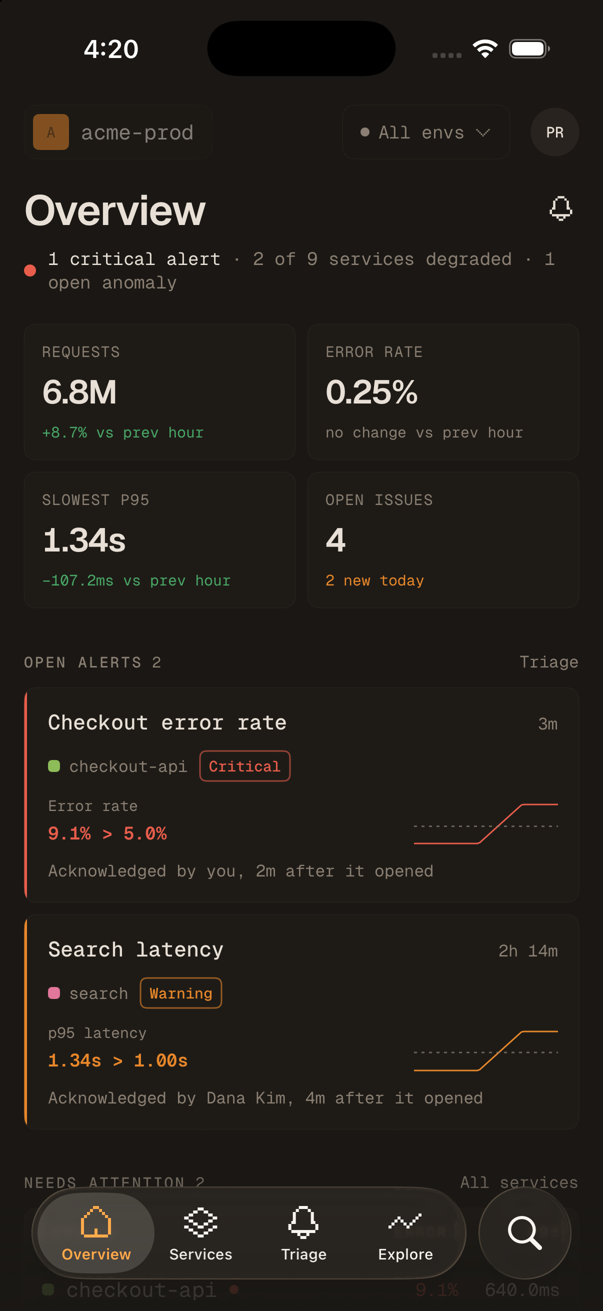 4:20
A acme-prod
All envs
PR
Overview
1 critical alert · 2 of 9 services degraded · 1
open anomaly
REQUESTS
6.8M
+8.7% vs prev hour
ERROR RATE
0.25%
no change vs prev hour
SLOWEST P95
1.34s
−107.2ms vs prev hour
OPEN ISSUES
4
2 new today
OPEN ALERTS 2
Triage
Checkout error rate
3m
checkout-api Critical
Error rate
9.1% > 5.0%
Acknowledged by you, 2m after it opened
Search latency
2h 14m
search Warning
p95 latency
1.34s > 1.00s
Acknowledged by Dana Kim, 4m after it opened
NEEDS ATTENTION 2
All services
Overview
Services
Triage
Explore
checkout-api
9.1%
640.0ms